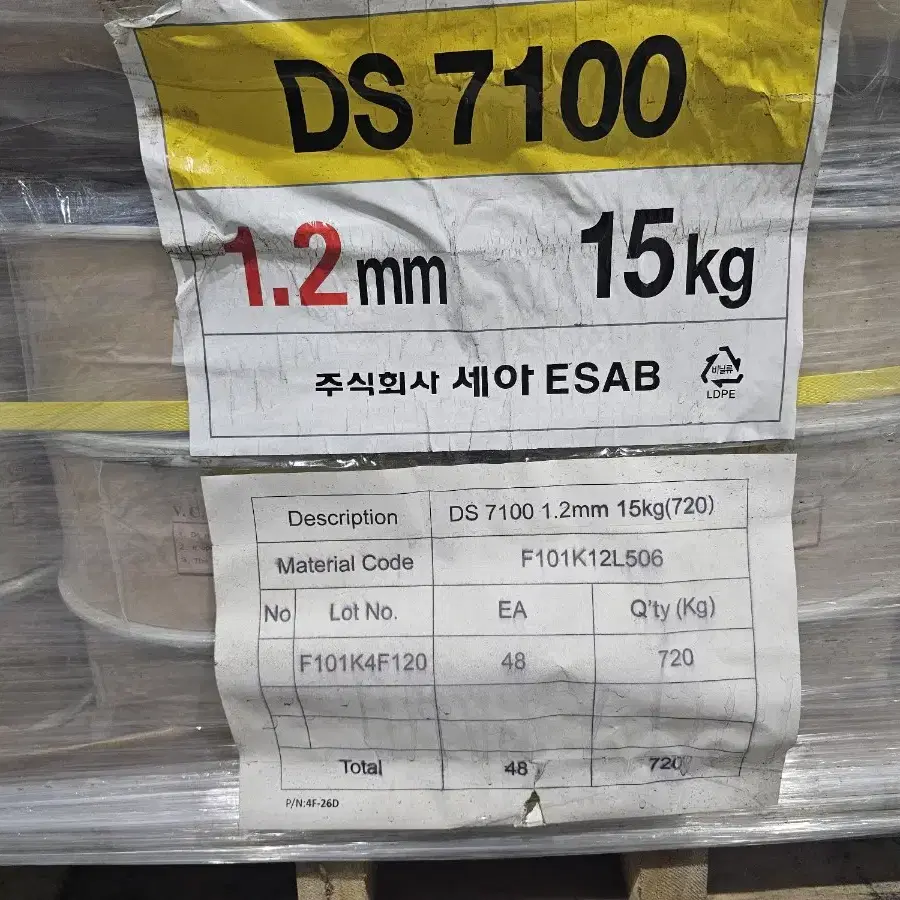 DS 7100
1.2mm 15kg
주식회사 세아 ESAB
비닐류
LDPE
Description DS 7100 1.2mm 15kg(720)
Material Code F101K12L506
No Lot No. EA Q'ty (Kg)
F101K4F120 48 720
Total 48 720
P/N:4F-26D